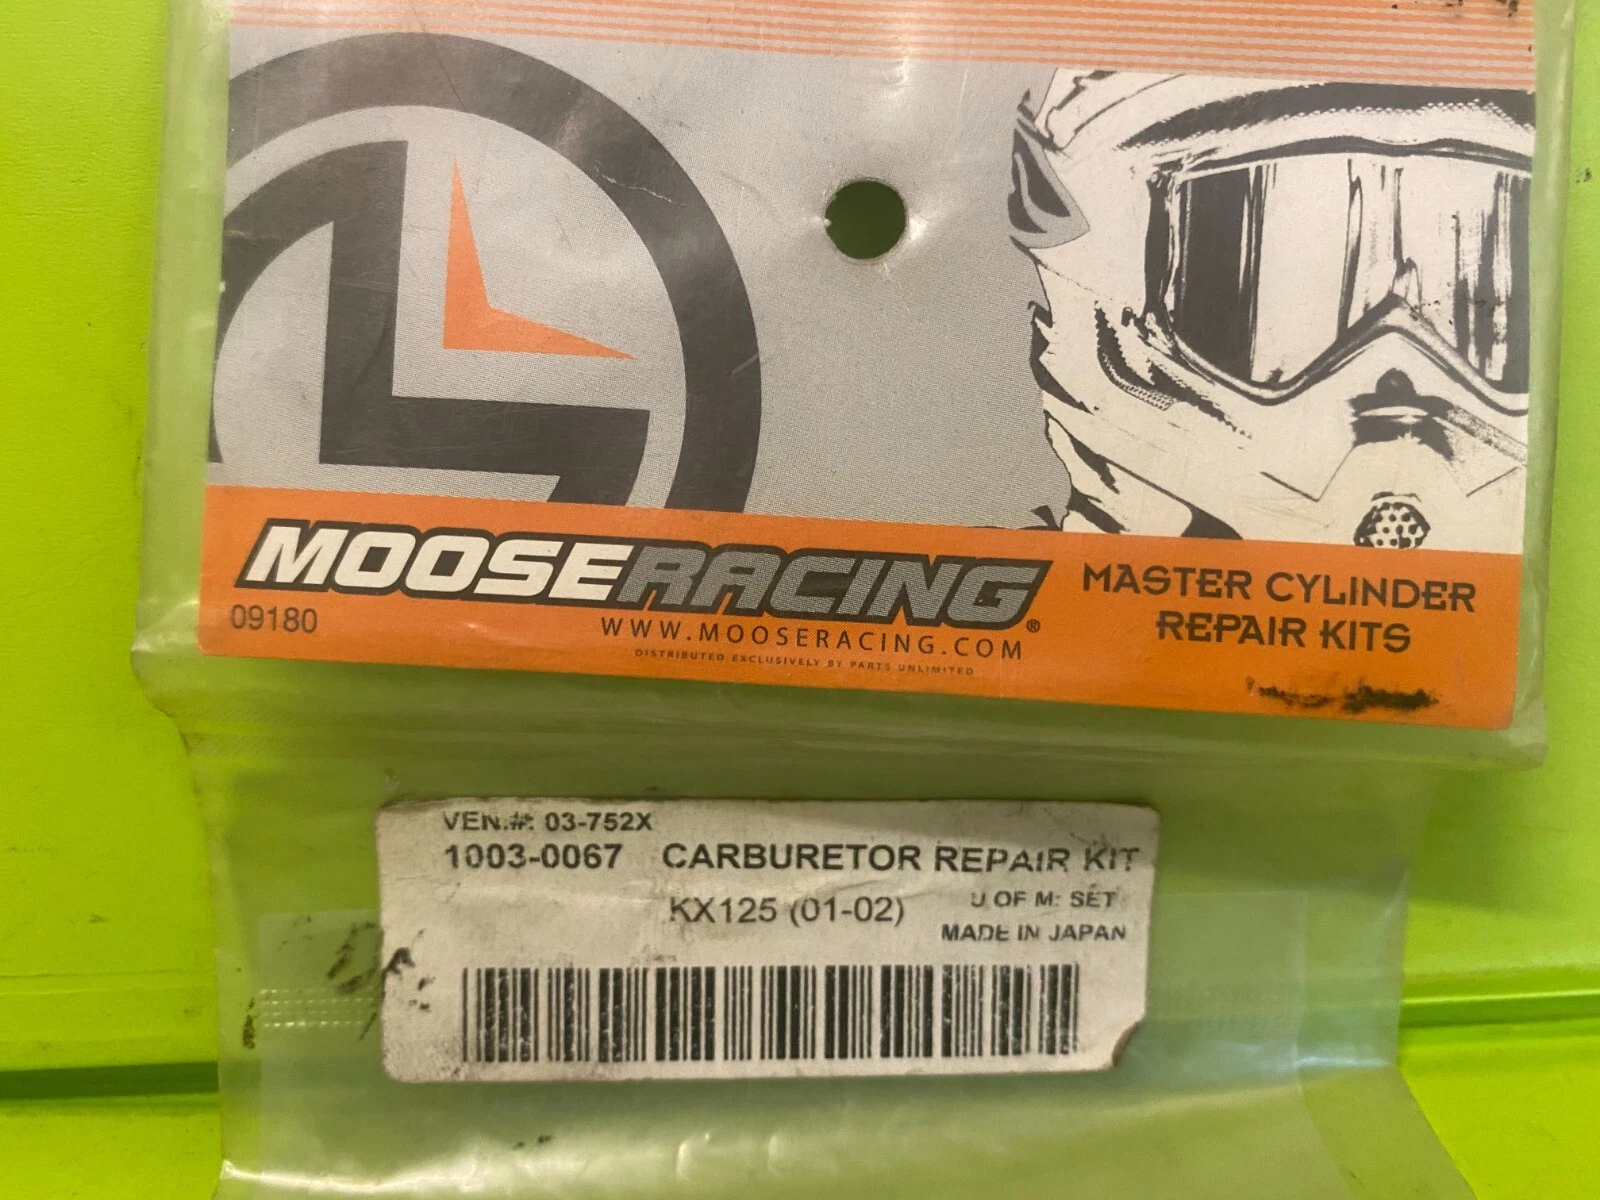 MOOSERACING®
MASTER CYLINDER
REPAIR KITS
09180
WWW.MOOSERACING.COM
DISTRIBUTED EXCLUSIVELY BY PARTS UNLIMITED
VEN.#: 03-752X
1003-0067 CARBURETOR REPAIR KIT
KX125 (01-02)
U OF M: SET
MADE IN JAPAN